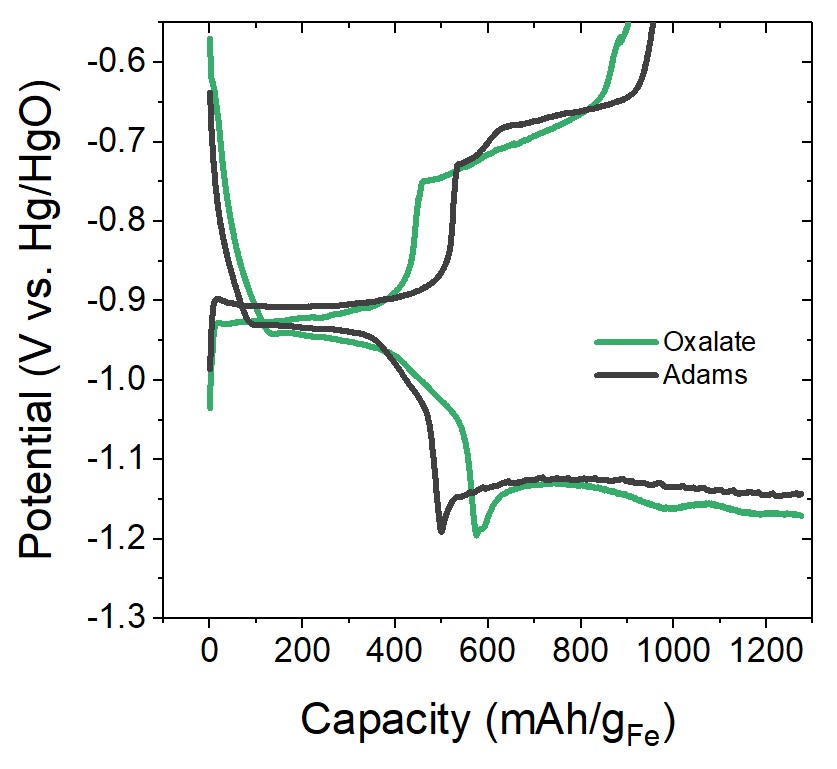 Potential (V vs. Hg/HgO)
-0.6
-0.7
-0.8
-0.9
-1.0
-1.1
-1.2
-1.3
Oxalate
Adams
0 200 400 600 800 1000 1200
Capacity (mAh/gFe)